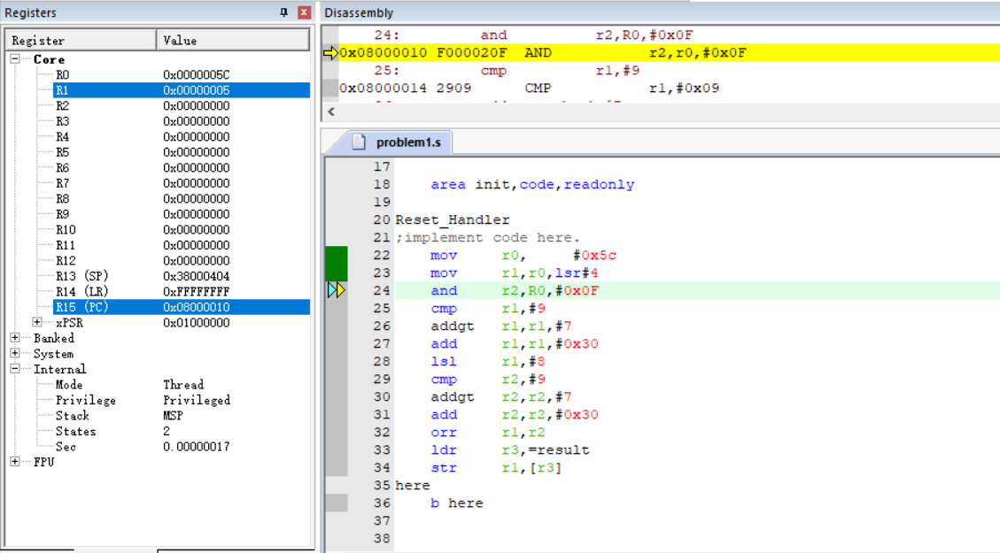 Registers
Register Value
Core
R0 0x0000005C
R1 0x00000005
R2 0x00000000
R3 0x00000000
R4 0x00000000
R5 0x00000000
R6 0x00000000
R7 0x00000000
R8 0x00000000
R9 0x00000000
R10 0x00000000
R11 0x00000000
R12 0x00000000
R13 (SP) 0x38000404
R14 (LR) 0xFFFFFFFF
R15 (PC) 0x08000010
xPSR 0x01000000
Banked
System
Internal
Mode Thread
Privilege Privileged
Stack MSP
States 2
Sec 0.00000017
FPU
Disassembly
24: and r2,R0,#0x0F
0x08000010 F000020F AND r2,r0,#0x0F
25: cmp r1,#9
0x08000014 2909 CMP r1,#0x09
problem1.s
17
18 area init,code,readonly
19
20 Reset_Handler
21 ;implement code here.
22 mov r0, #0x5c
23 mov r1,r0,lsr#4
24 and r2,R0,#0x0F
25 cmp r1,#9
26 addgt r1,r1,#7
27 add r1,r1,#0x30
28 lsl r1,#8
29 cmp r2,#9
30 addgt r2,r2,#7
31 add r2,r2,#0x30
32 orr r1,r2
33 ldr r3,=result
34 str r1,[r3]
35 here
36 b here
37
38